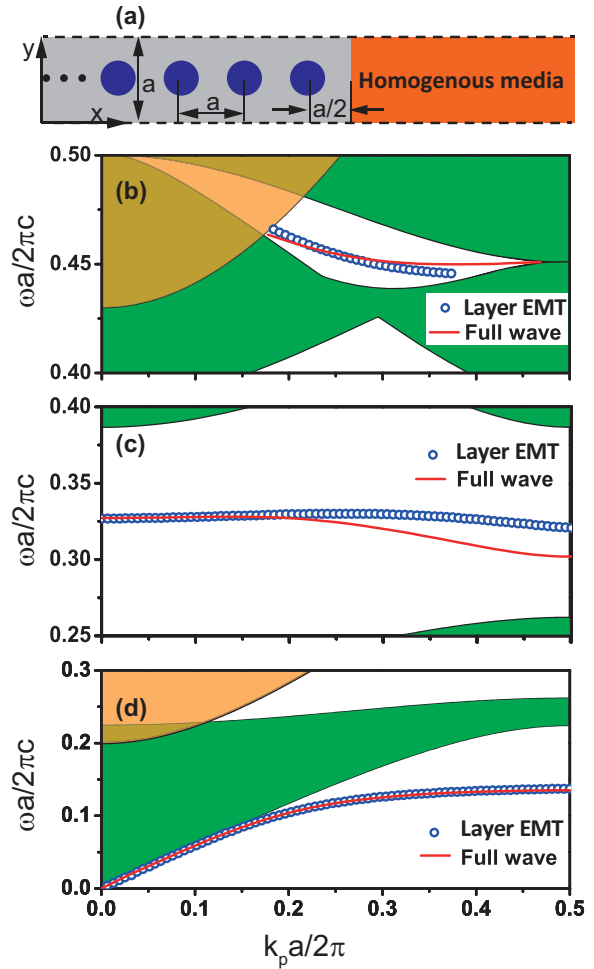 (a)
y
x
a
a
a/2
Homogenous media
(b)
ωa/2πc
0.50
0.45
0.40
Layer EMT
Full wave
(c)
ωa/2πc
0.40
0.35
0.30
0.25
Layer EMT
Full wave
(d)
ωa/2πc
0.3
0.2
0.1
0.0
Layer EMT
Full wave
0.0 0.1 0.2 0.3 0.4 0.5
kₚa/2π